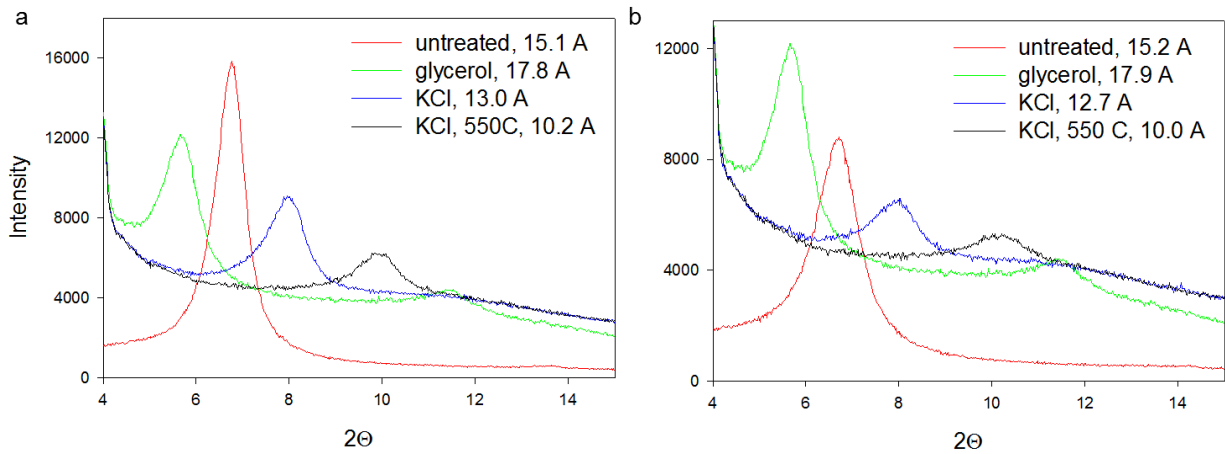 a
untreated, 15.1 A
glycerol, 17.8 A
KCl, 13.0 A
KCl, 550C, 10.2 A
Intensity
16000
12000
8000
4000
0
4 6 8 10 12 14
2Θ
b
untreated, 15.2 A
glycerol, 17.9 A
KCl, 12.7 A
KCl, 550 C, 10.0 A
12000
8000
4000
0
4 6 8 10 12 14
2Θ